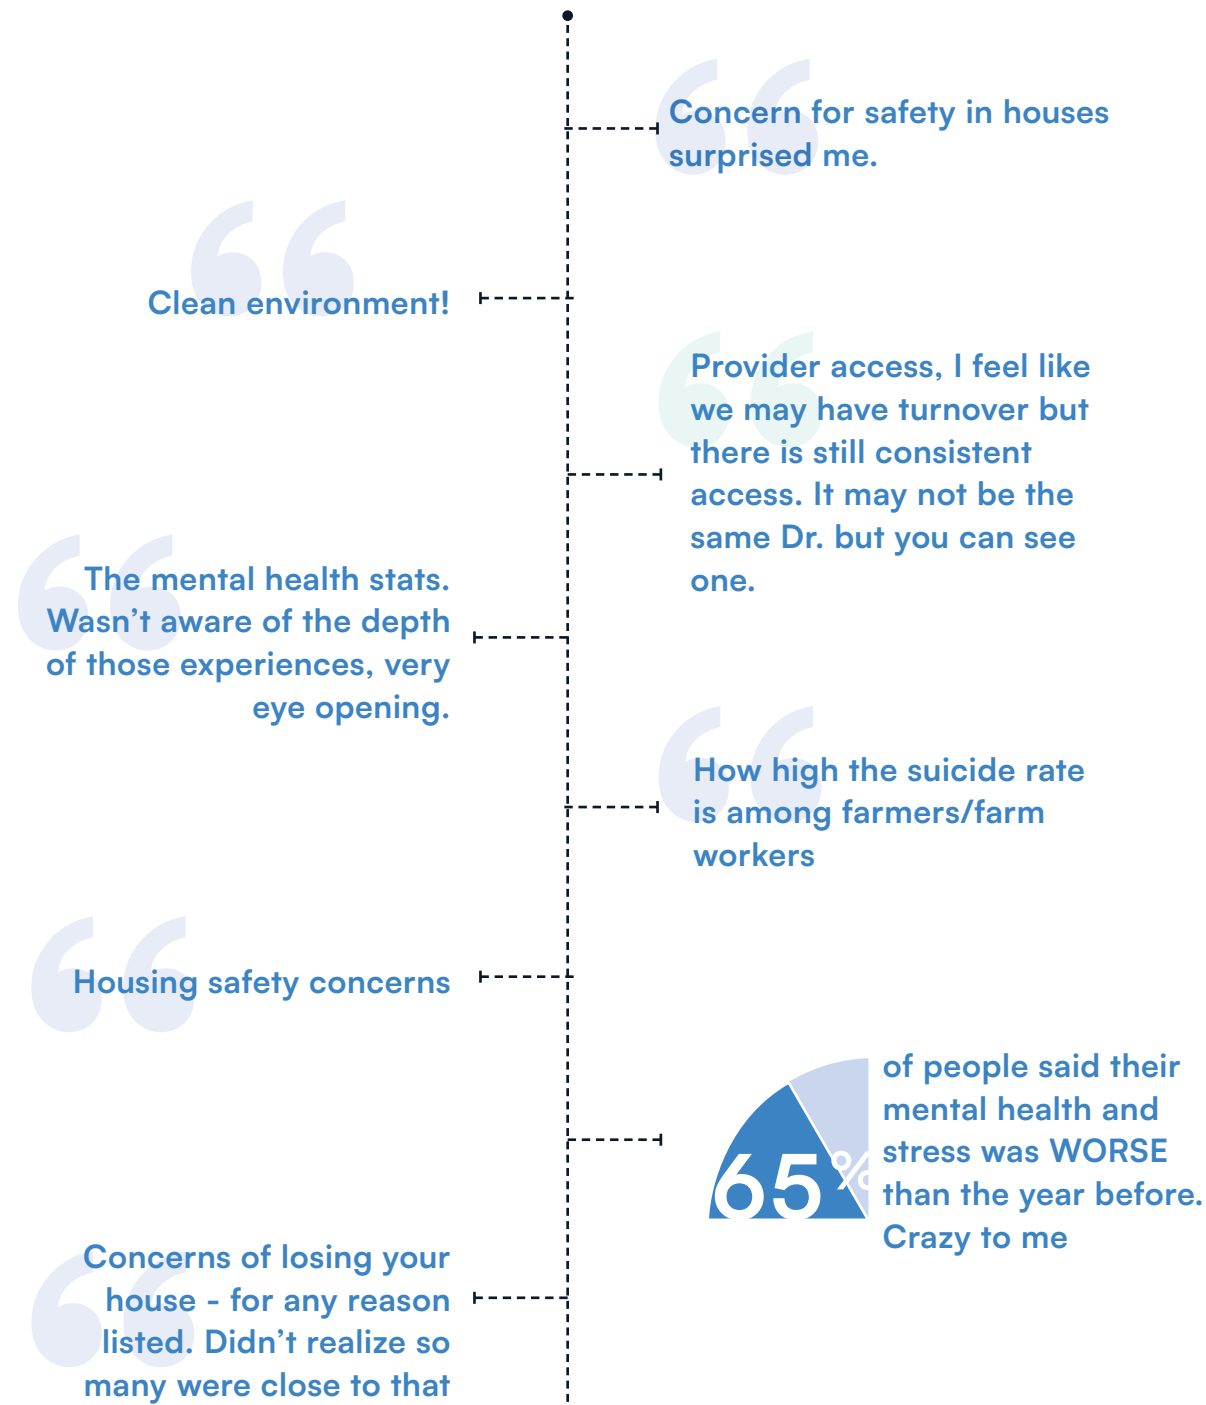 Concern for safety in houses
surprised me.
Clean environment!
Provider access, I feel like
we may have turnover but
there is still consistent
access. It may not be the
same Dr. but you can see
one.
The mental health stats.
Wasn’t aware of the depth
of those experiences, very
eye opening.
How high the suicide rate
is among farmers/farm
workers
Housing safety concerns
65%
of people said their
mental health and
stress was WORSE
than the year before.
Crazy to me
Concerns of losing your
house - for any reason
listed. Didn’t realize so
many were close to that